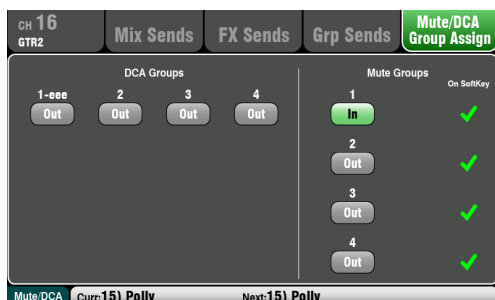 CH 16
GTR2
Mix Sends
FX Sends
Grp Sends
Mute/DCA
Group Assign
DCA Groups
Mute Groups
On SoftKey
1-eee 2 3 4
Out Out Out Out
1
In
2
Out
3
Out
4
Out
Mute/DCA Curr:15) Polly Next:15) Polly